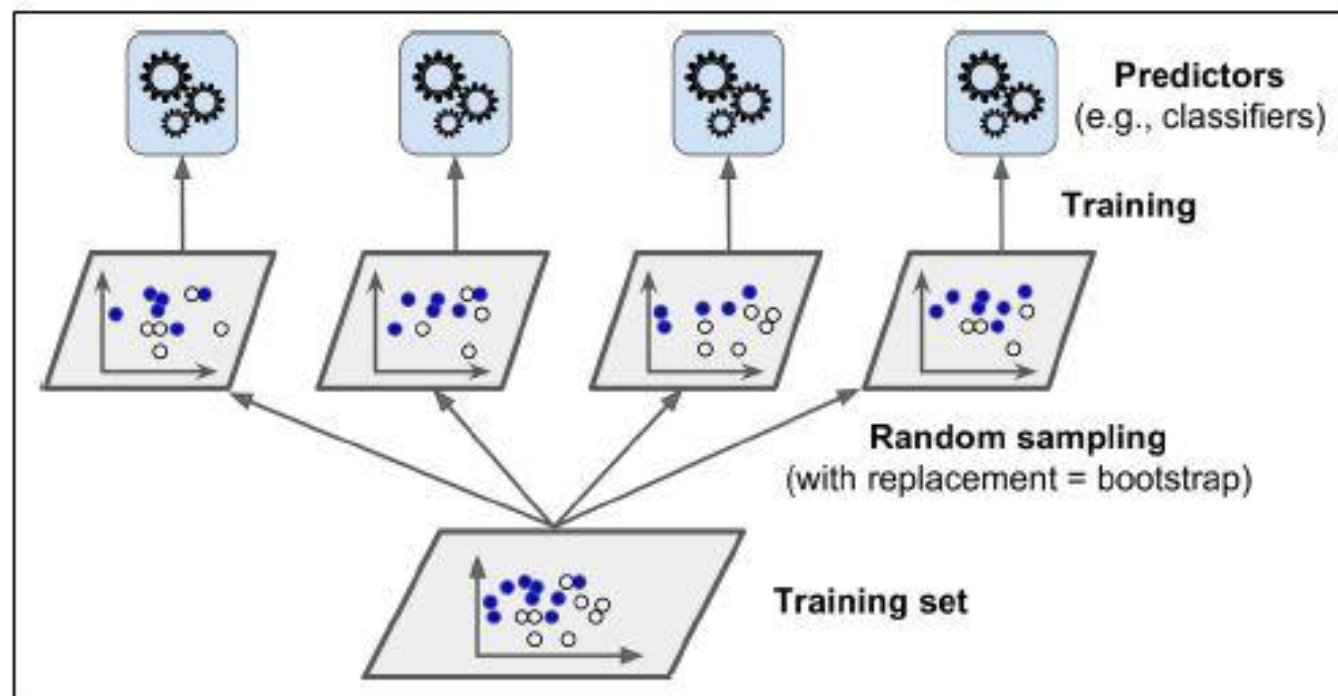 Predictors
(e.g., classifiers)
Training
Random sampling
(with replacement = bootstrap)
Training set